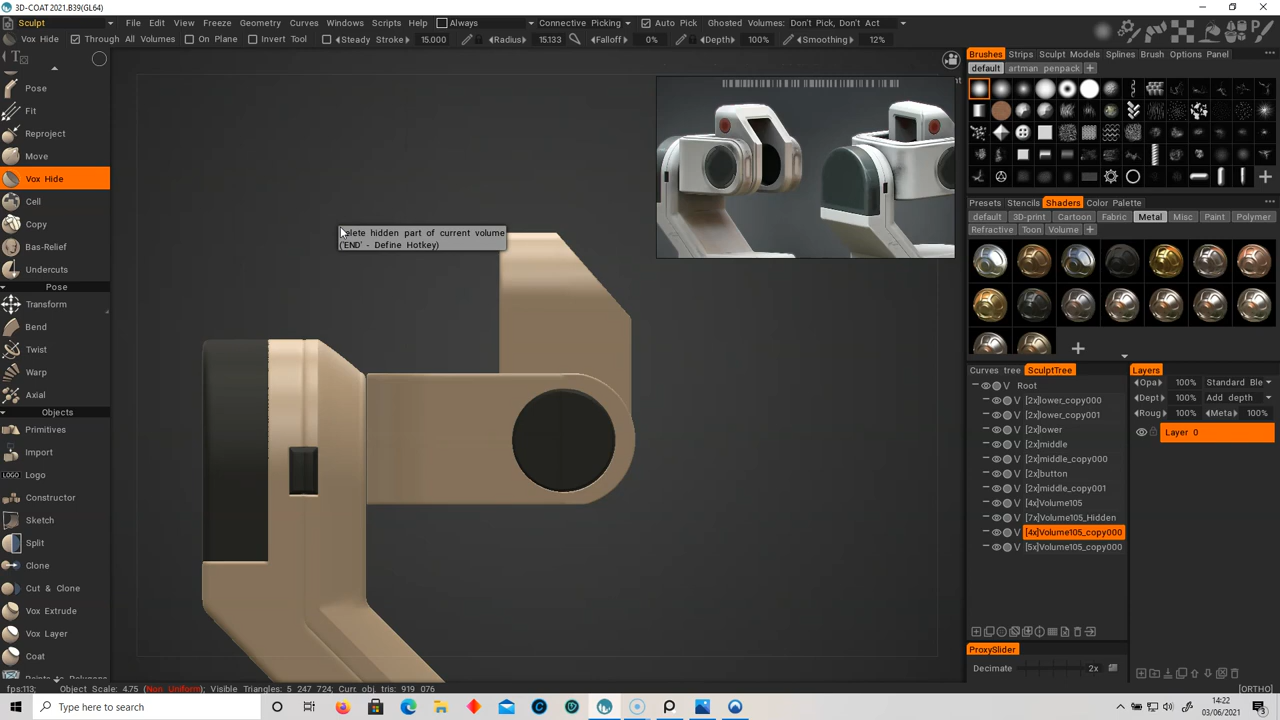 3D-COAT 2021.B39(GL64)
Sculpt File Edit View Freeze Geometry Curves Windows Scripts Help Always Connective Picking Auto Pick Ghosted Volumes: Don't Pick, Don't Act
Vox Hide Through All Volumes On Plane Invert Tool Steady Stroke 15.000 Radius 15.133 Falloff 0% Depth 100% Smoothing 12%
Brushes Strips Sculpt Models Splines Brush Options Panel
default artman penpack
Pose
Fit
Reproject
Move
Vox Hide
Cell
Copy
Bas-Relief
Undercuts
Pose
Transform
Bend
Twist
Warp
Axial
Objects
Primitives
Import
LOGO Logo
Constructor
Sketch
Split
Clone
Cut & Clone
Vox Extrude
Vox Layer
Coat
delete hidden part of current volume
('END' - Define Hotkey)
Presets Stencils Shaders Color Palette
default 3D-print Cartoon Fabric Metal Misc Paint Polymer
Refractive Toon Volume
Curves tree SculptTree
V Root
V [2x]lower_copy000
V [2x]lower_copy001
V [2x]lower
V [2x]middle
V [2x]middle_copy000
V [2x]button
V [2x]middle_copy001
V [4x]Volume105
V [7x]Volume105_Hidden
V [4x]Volume105_copy000
V [5x]Volume105_copy000
ProxySlider
Decimate 2x
Layers
Opa 100% Standard Ble
Dept 100% Add depth
Roug 100% Meta 100%
Layer 0
fps:113; Object Scale: 4.75 (Non Uniform); Visible Triangles: 5 247 724; Curr obj. tris: 919 076
[ORTHO]
Type here to search
14:22
03/06/2021